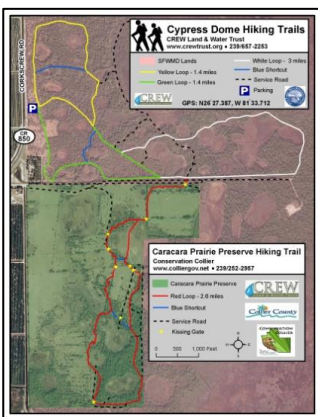 Cypress Dome Hiking Trails
CREW Land & Water Trust
www.crewtrust.org • 239/657-2253
SFWMD Lands
Yellow Loop - 1.4 miles
Green Loop - 1.4 miles
White Loop - 3 miles
Blue Shortcut
Service Road
P Parking
CREW
GPS: N26 27.387, W 81 33.712
CORKSCREW RD
P
CR
850
Caracara Prairie Preserve Hiking Trail
Conservation Collier
www.colliergov.net • 239/252-2957
Caracara Prairie Preserve
Red Loop - 2.6 miles
Blue Shortcut
Service Road
Kissing Gate
0 500 1,000 Feet
CREW
Collier County
CONSERVATION
COLLIER